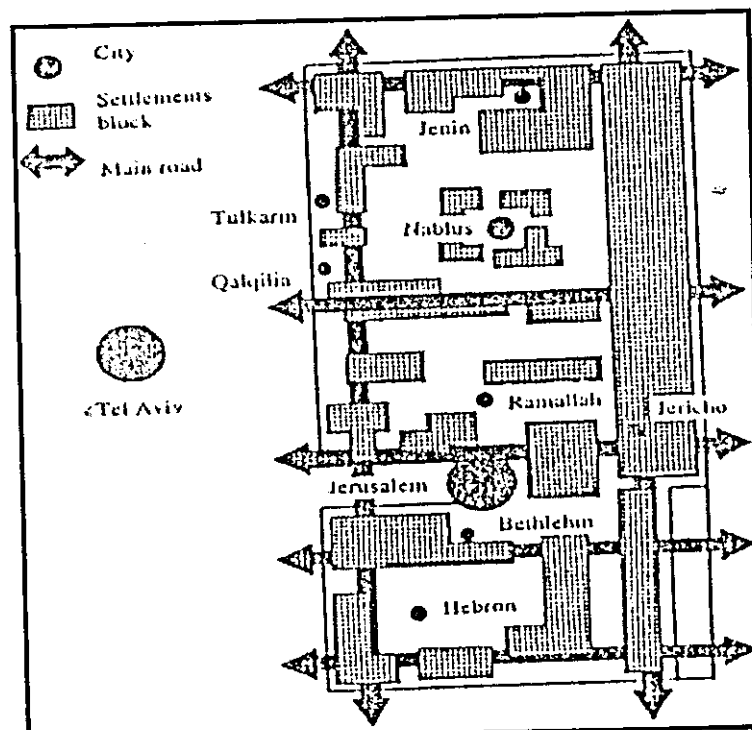 City
Settlements
block
Main road
Jenin
Tulkarm
Nablus
Qalqilia
Tel Aviv
Ramallah
Jericho
Jerusalem
Bethlehm
Hebron